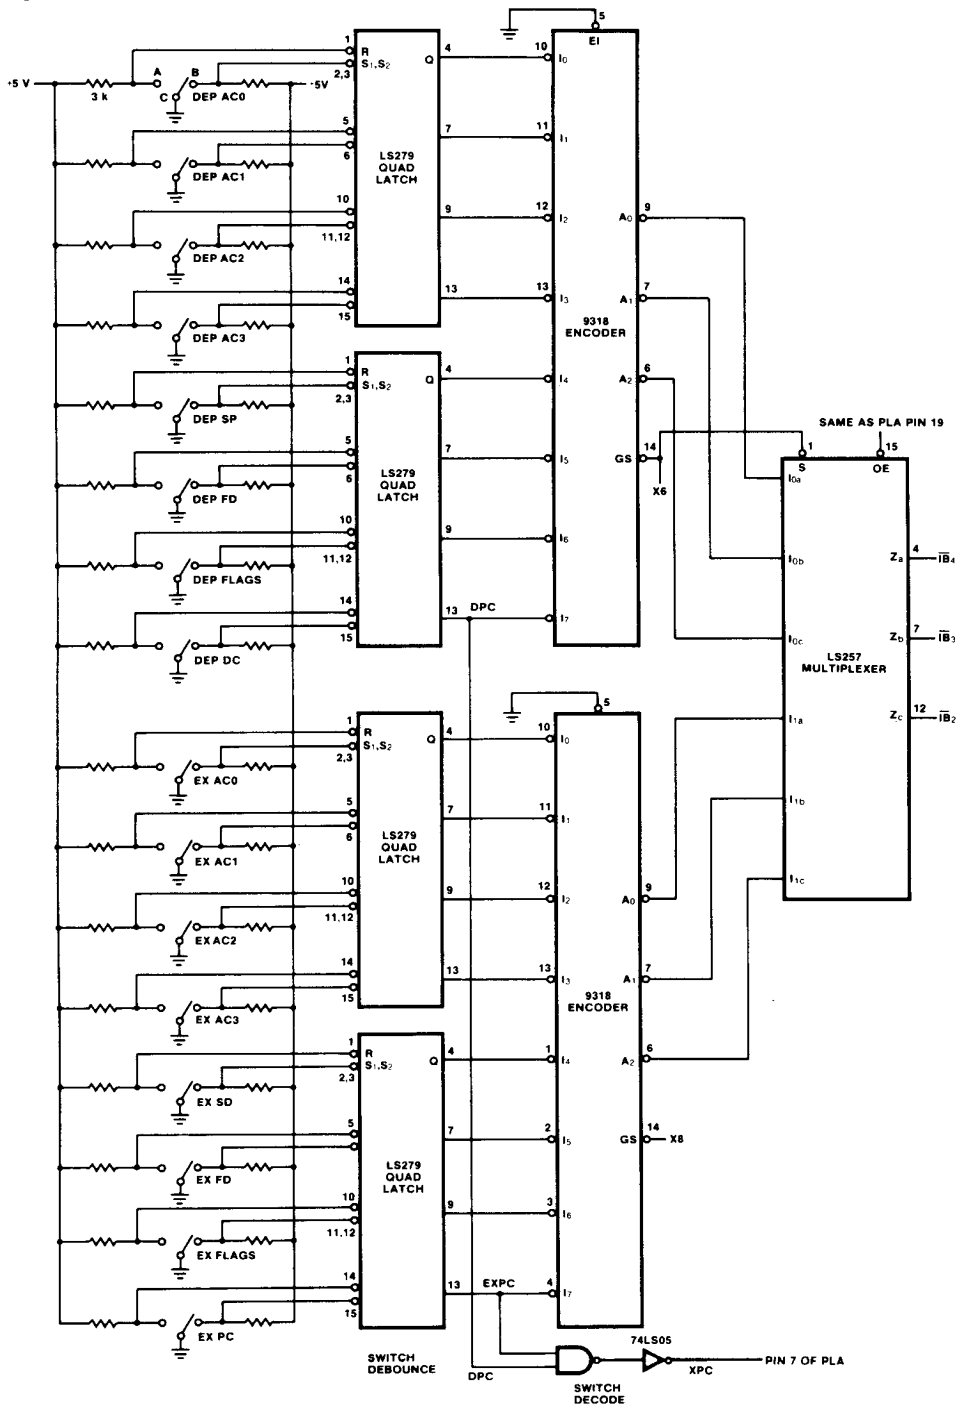 5
EI
+5 V
3 k
A
B
C
DEP AC0
-5V
1
R
2,3
S1,S2
Q
4
10
I0
5
6
DEP AC1
LS279
QUAD
LATCH
7
11
I1
10
11,12
DEP AC2
9
12
I2
A0
9
14
15
DEP AC3
13
13
I3
A1
7
9318
ENCODER
1
R
2,3
S1,S2
Q
4
I4
A2
6
DEP SP
5
6
DEP FD
LS279
QUAD
LATCH
7
I5
GS
14
X6
SAME AS PLA PIN 19
1
S
15
OE
I0a
10
11,12
DEP FLAGS
9
I6
I0b
Za
4
IB4
14
15
DEP DC
13
DPC
I7
I0c
Zb
7
IB3
LS257
MULTIPLEXER
5
1
R
2,3
S1,S2
Q
4
10
I0
I1a
Zc
12
IB2
EX AC0
5
6
EX AC1
LS279
QUAD
LATCH
7
11
I1
I1b
10
11,12
EX AC2
9
12
I2
A0
9
I1c
14
15
EX AC3
13
13
I3
A1
7
9318
ENCODER
1
R
2,3
S1,S2
Q
4
1
I4
A2
6
EX SD
5
EX FD
LS279
QUAD
LATCH
7
2
I5
GS
14
X8
10
11,12
EX FLAGS
9
3
I6
14
15
EX PC
13
EXPC
4
I7
SWITCH
DEBOUNCE
DPC
SWITCH
DECODE
74LS05
XPC
PIN 7 OF PLA